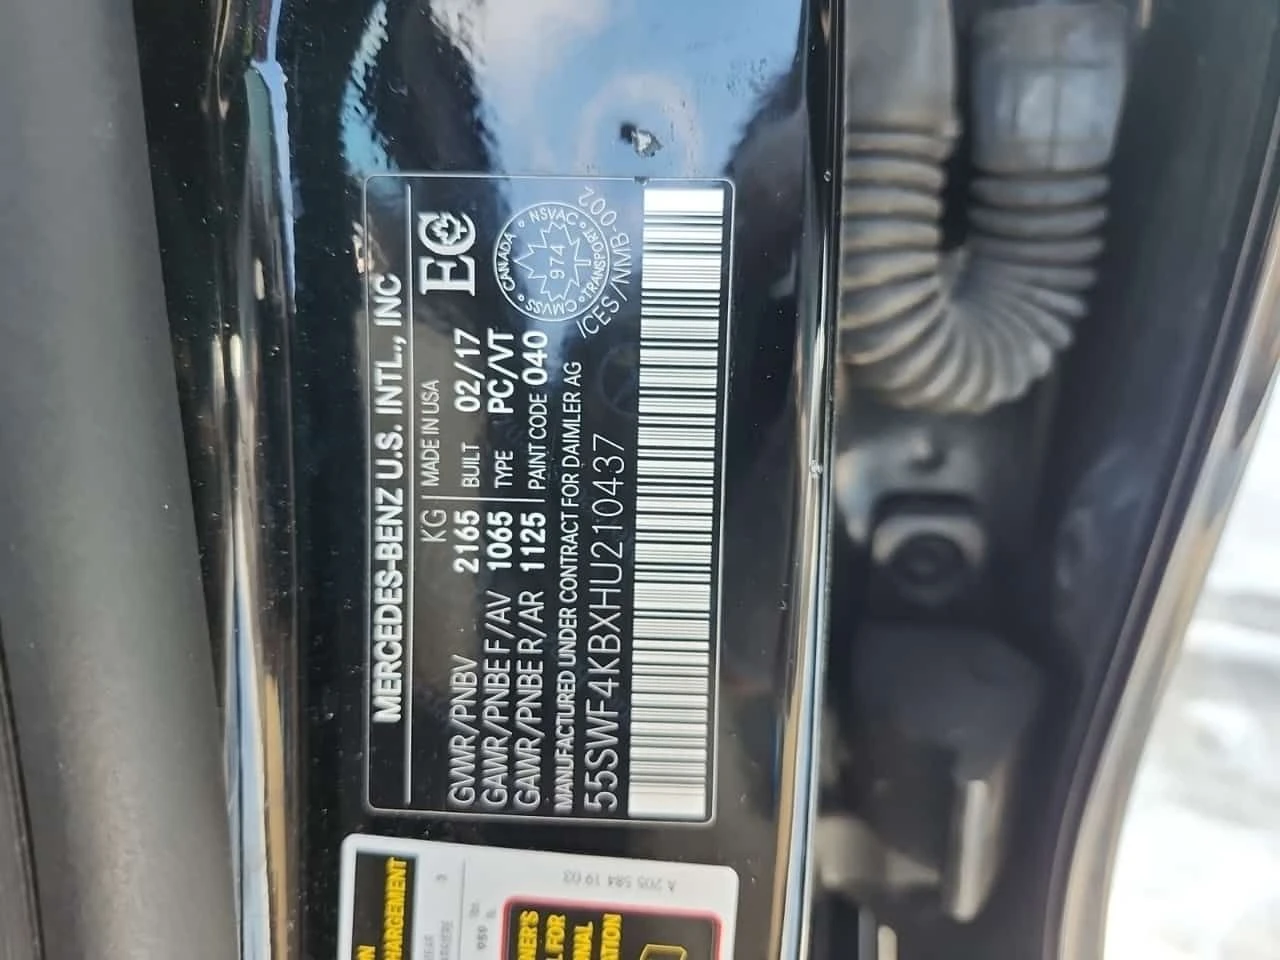 MERCEDES-BENZ U.S. INTL., INC
KG MADE IN USA
GVWR/PNBV 2165 BUILT 02/17
GAWR/PNBE F/AV 1065 TYPE PC/VT
GAWR/PNBE R/AR 1125 PAINT CODE 040
MANUFACTURED UNDER CONTRACT FOR DAIMLER AG
55SWF4KBXHU210437
EC
CANADA NSVAC TRANSPORT CMVSS
974
ICES/NMB-002
A 205 584 19 03